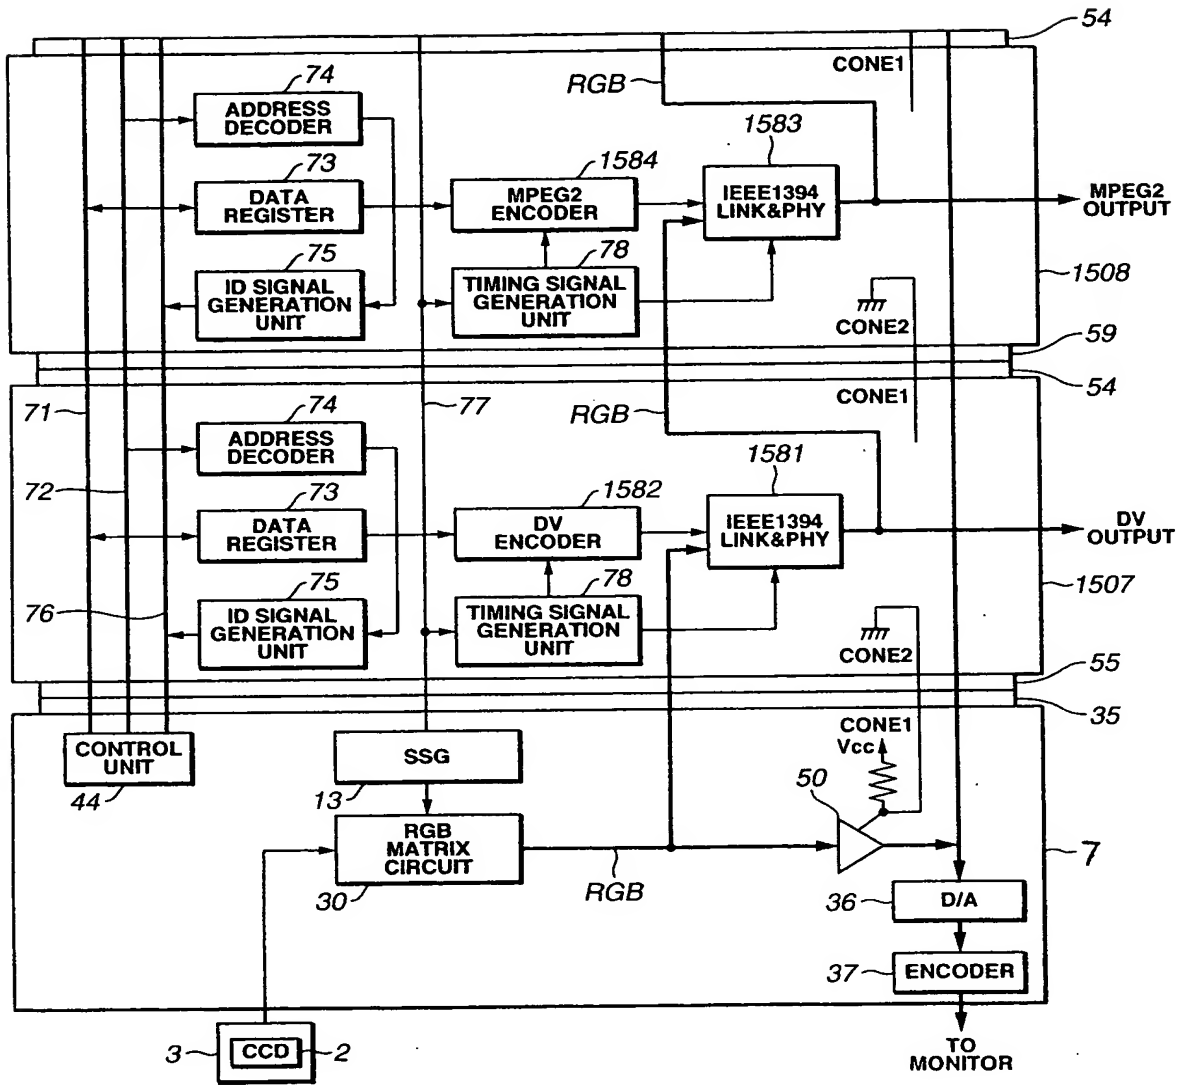 54
CONE1
RGB
74
ADDRESS
DECODER
1583
73
1584
DATA
REGISTER
MPEG2
ENCODER
IEEE1394
LINK&PHY
MPEG2
OUTPUT
75
78
ID SIGNAL
GENERATION
UNIT
TIMING SIGNAL
GENERATION
UNIT
1508
CONE2
59
54
71
77
RGB
CONE1
74
ADDRESS
DECODER
1581
72
73
1582
DATA
REGISTER
DV
ENCODER
IEEE1394
LINK&PHY
DV
OUTPUT
75
78
76
ID SIGNAL
GENERATION
UNIT
TIMING SIGNAL
GENERATION
UNIT
1507
CONE2
55
35
CONTROL
UNIT
44
SSG
13
CONE1
Vcc
50
RGB
MATRIX
CIRCUIT
30
RGB
7
36
D/A
37
ENCODER
3
CCD
2
TO
MONITOR